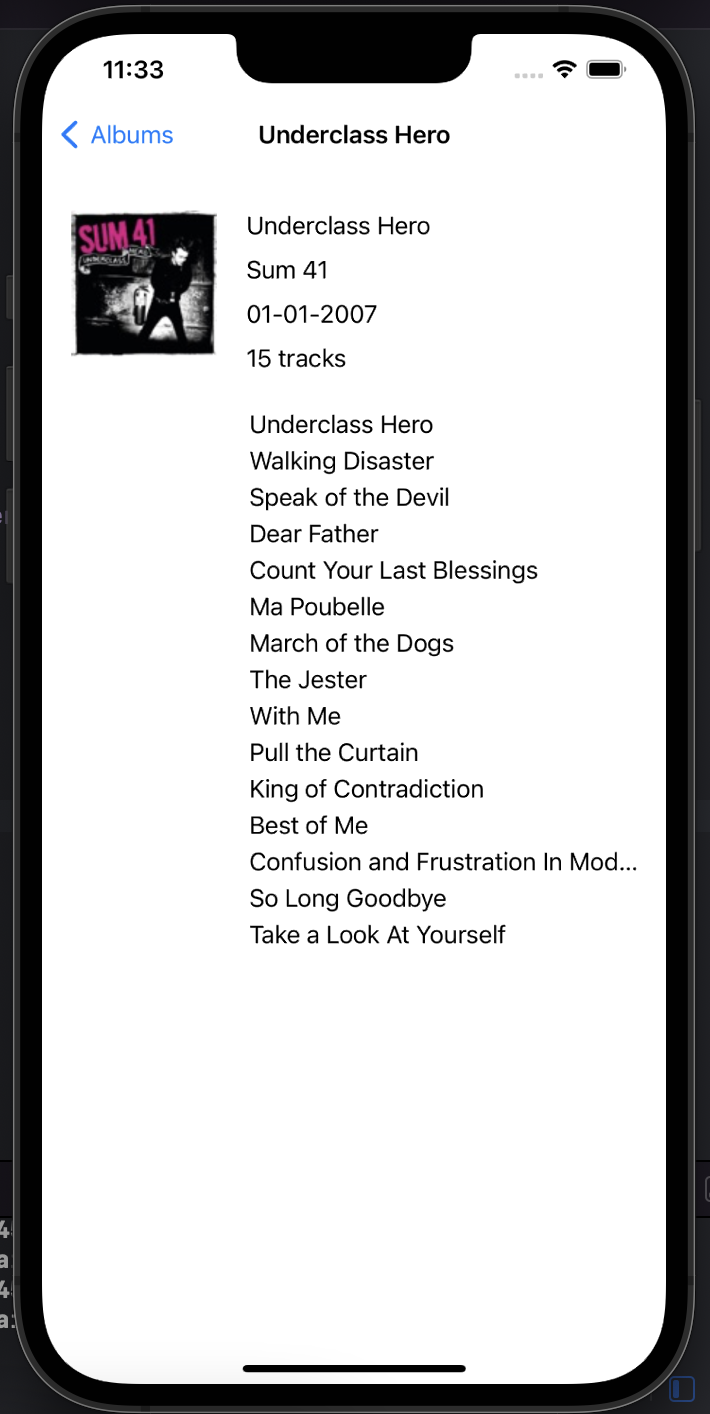 11:33
Albums
Underclass Hero
SUM 41
UNDERCLASS HERO
Underclass Hero
Sum 41
01-01-2007
15 tracks
Underclass Hero
Walking Disaster
Speak of the Devil
Dear Father
Count Your Last Blessings
Ma Poubelle
March of the Dogs
The Jester
With Me
Pull the Curtain
King of Contradiction
Best of Me
Confusion and Frustration In Mod...
So Long Goodbye
Take a Look At Yourself